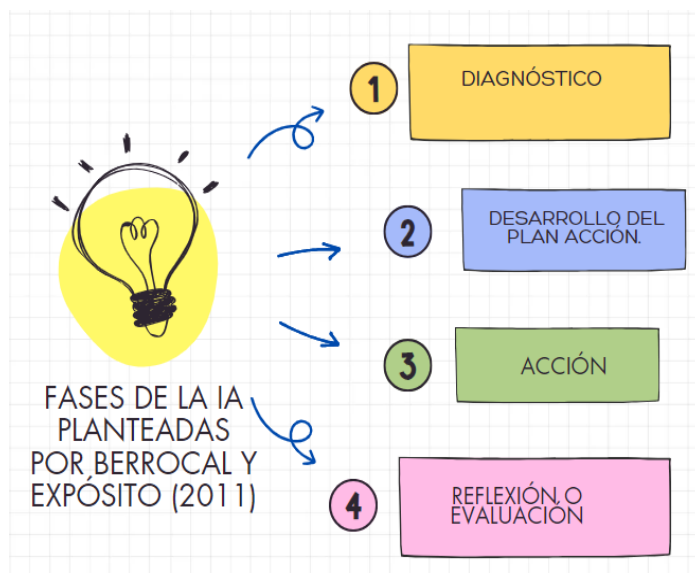 1
DIAGNÓSTICO
2
DESARROLLO DEL
PLAN ACCIÓN.
3
ACCIÓN
FASES DE LA IA
PLANTEADAS
POR BERROCAL Y
EXPÓSITO (2011)
4
REFLEXIÓN O
EVALUACIÓN